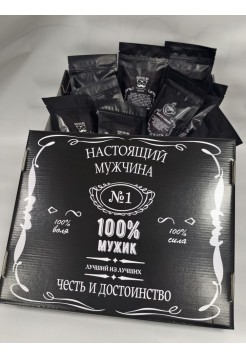 НАСТОЯЩИЙ
МУЖЧИНА
№1
100%
воля
100%
МУЖИК
100%
сила
ЛУЧШИЙ ИЗ ЛУЧШИХ
ЧЕСТЬ И ДОСТОИНСТВО